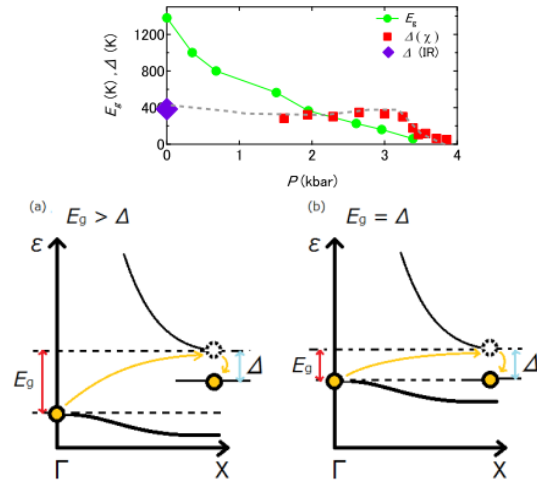 E_g(K), Δ (K)
1200
800
400
0
E_g
Δ(χ)
Δ (IR)
0
1
2
3
4
P(kbar)
(a)
E_g > Δ
(b)
E_g = Δ
ε
ε
E_g
Δ
E_g
Δ
Γ
X
Γ
X